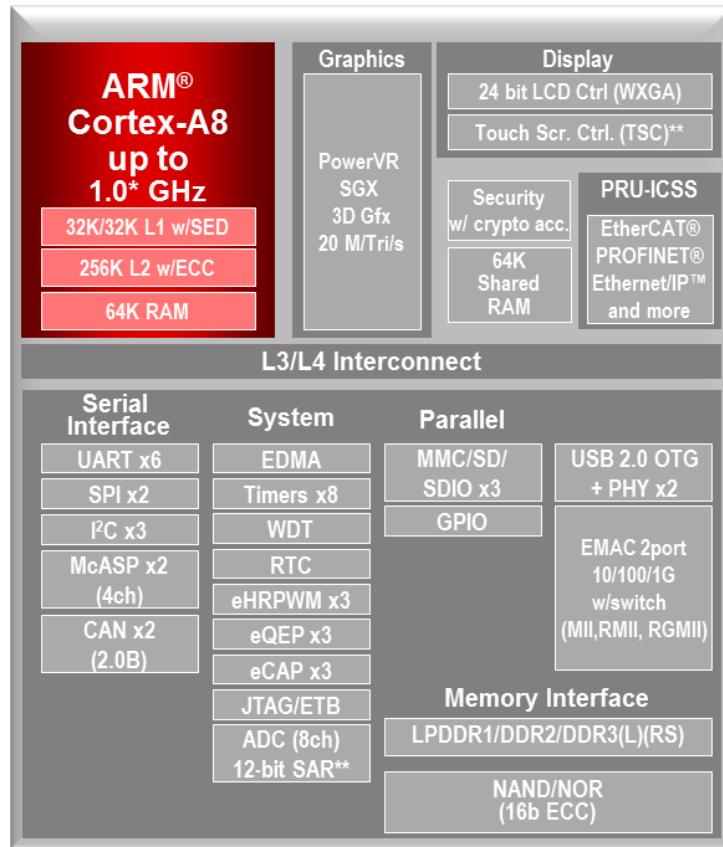 ARM®
Cortex-A8
up to
1.0* GHz
32K/32K L1 w/SED
256K L2 w/ECC
64K RAM
Graphics
PowerVR
SGX
3D Gfx
20 M/Tri/s
Display
24 bit LCD Ctrl (WXGA)
Touch Scr. Ctrl. (TSC)**
Security
w/ crypto acc.
64K
Shared
RAM
PRU-ICSS
EtherCAT®
PROFINET®
Ethernet/IP™
and more
L3/L4 Interconnect
Serial
Interface
UART x6
SPI x2
I²C x3
McASP x2
(4ch)
CAN x2
(2.0B)
System
EDMA
Timers x8
WDT
RTC
eHRPWM x3
eQEP x3
eCAP x3
JTAG/ETB
ADC (8ch)
12-bit SAR**
Parallel
MMC/SD/
SDIO x3
GPIO
USB 2.0 OTG
+ PHY x2
EMAC 2port
10/100/1G
w/switch
(MII,RMII, RGMII)
Memory Interface
LPDDR1/DDR2/DDR3(L)(RS)
NAND/NOR
(16b ECC)